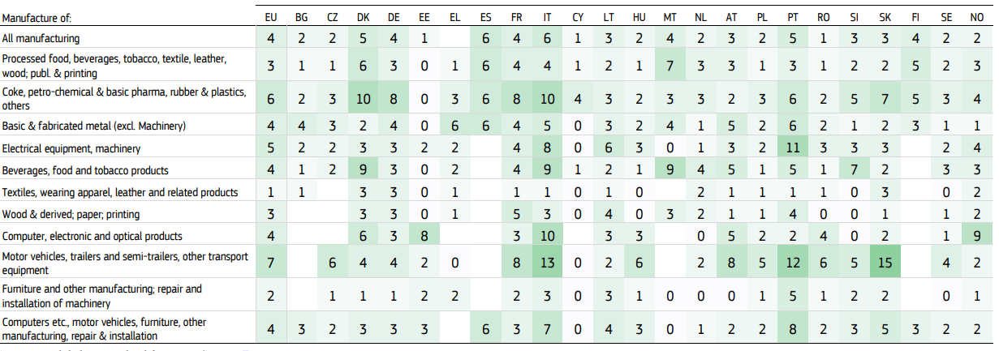 Manufacture of: EU BG CZ DK DE EE EL ES FR IT CY LT HU MT NL AT PL PT RO SI SK FI SE NO
All manufacturing 4 2 2 5 4 1 6 4 6 1 3 2 4 2 3 2 5 1 3 3 4 2 2
Processed food, beverages, tobacco, textile, leather,
wood; publ. & printing 3 1 1 6 3 0 1 6 4 4 1 2 1 7 3 3 1 3 1 2 2 5 2 3
Coke, petro-chemical & basic pharma, rubber & plastics,
others 6 2 3 10 8 0 3 6 8 10 4 3 2 3 3 2 3 6 2 5 7 5 3 4
Basic & fabricated metal (excl. Machinery) 4 4 3 2 4 0 6 6 4 5 0 3 2 4 1 5 2 6 2 1 2 3 1 1
Electrical equipment, machinery 5 2 2 3 3 2 2 4 8 0 6 3 0 1 3 2 11 3 3 3 2 4
Beverages, food and tobacco products 4 1 2 9 3 0 2 4 9 1 2 1 9 4 5 1 5 1 7 2 3 3
Textiles, wearing apparel, leather and related products 1 1 3 3 0 1 1 1 0 1 0 2 1 1 1 1 0 3 0 2
Wood & derived; paper; printing 3 3 3 0 1 5 3 0 4 0 3 2 1 1 4 0 0 1 1 2
Computer, electronic and optical products 4 6 3 8 3 10 3 3 0 5 2 2 4 0 2 1 9
Motor vehicles, trailers and semi-trailers, other transport
equipment 7 6 4 4 2 0 8 13 0 2 6 2 8 5 12 6 5 15 4 2
Furniture and other manufacturing; repair and
installation of machinery 2 1 1 1 2 2 2 3 0 3 1 0 0 0 1 5 1 2 2 0 1
Computers etc., motor vehicles, furniture, other
manufacturing, repair & installation 4 3 2 3 3 3 6 3 7 0 4 3 0 1 2 2 8 2 3 5 3 2 2